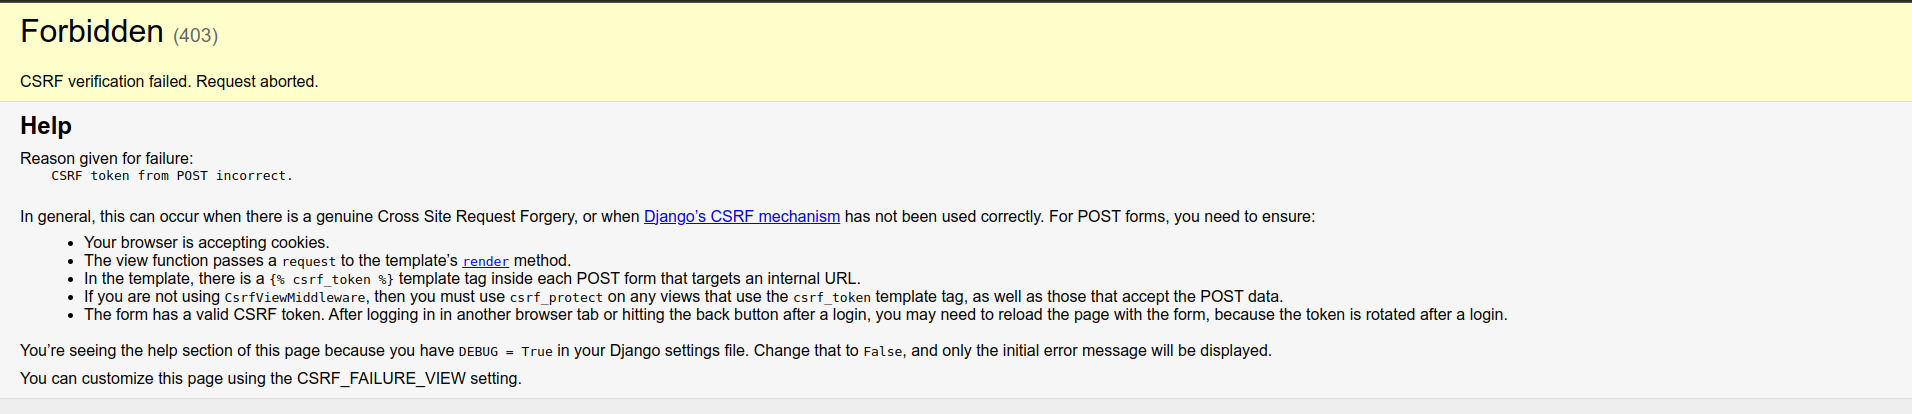 Forbidden (403)
CSRF verification failed. Request aborted.
Help
Reason given for failure:
CSRF token from POST incorrect.
In general, this can occur when there is a genuine Cross Site Request Forgery, or when Django’s CSRF mechanism has not been used correctly. For POST forms, you need to ensure:
• Your browser is accepting cookies.
• The view function passes a request to the template’s render method.
• In the template, there is a {% csrf_token %} template tag inside each POST form that targets an internal URL.
• If you are not using CsrfViewMiddleware, then you must use csrf_protect on any views that use the csrf_token template tag, as well as those that accept the POST data.
• The form has a valid CSRF token. After logging in in another browser tab or hitting the back button after a login, you may need to reload the page with the form, because the token is rotated after a login.
You’re seeing the help section of this page because you have DEBUG = True in your Django settings file. Change that to False, and only the initial error message will be displayed.
You can customize this page using the CSRF_FAILURE_VIEW setting.